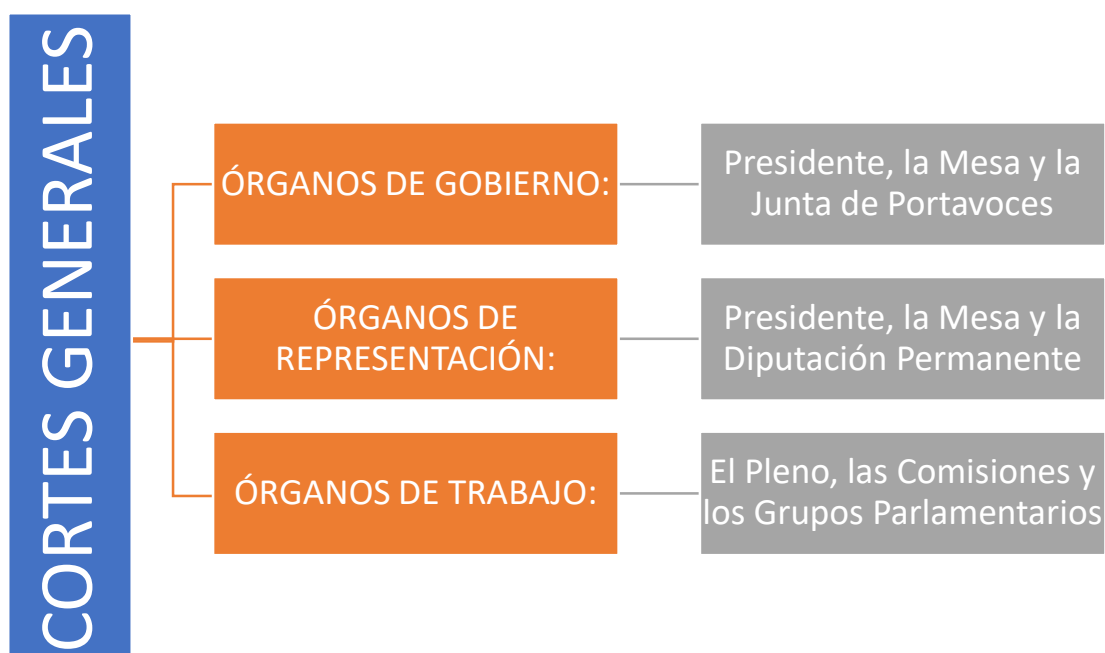 CORTES GENERALES
ÓRGANOS DE GOBIERNO:
Presidente, la Mesa y la
Junta de Portavoces
ÓRGANOS DE
REPRESENTACIÓN:
Presidente, la Mesa y la
Diputación Permanente
ÓRGANOS DE TRABAJO:
El Pleno, las Comisiones y
los Grupos Parlamentarios